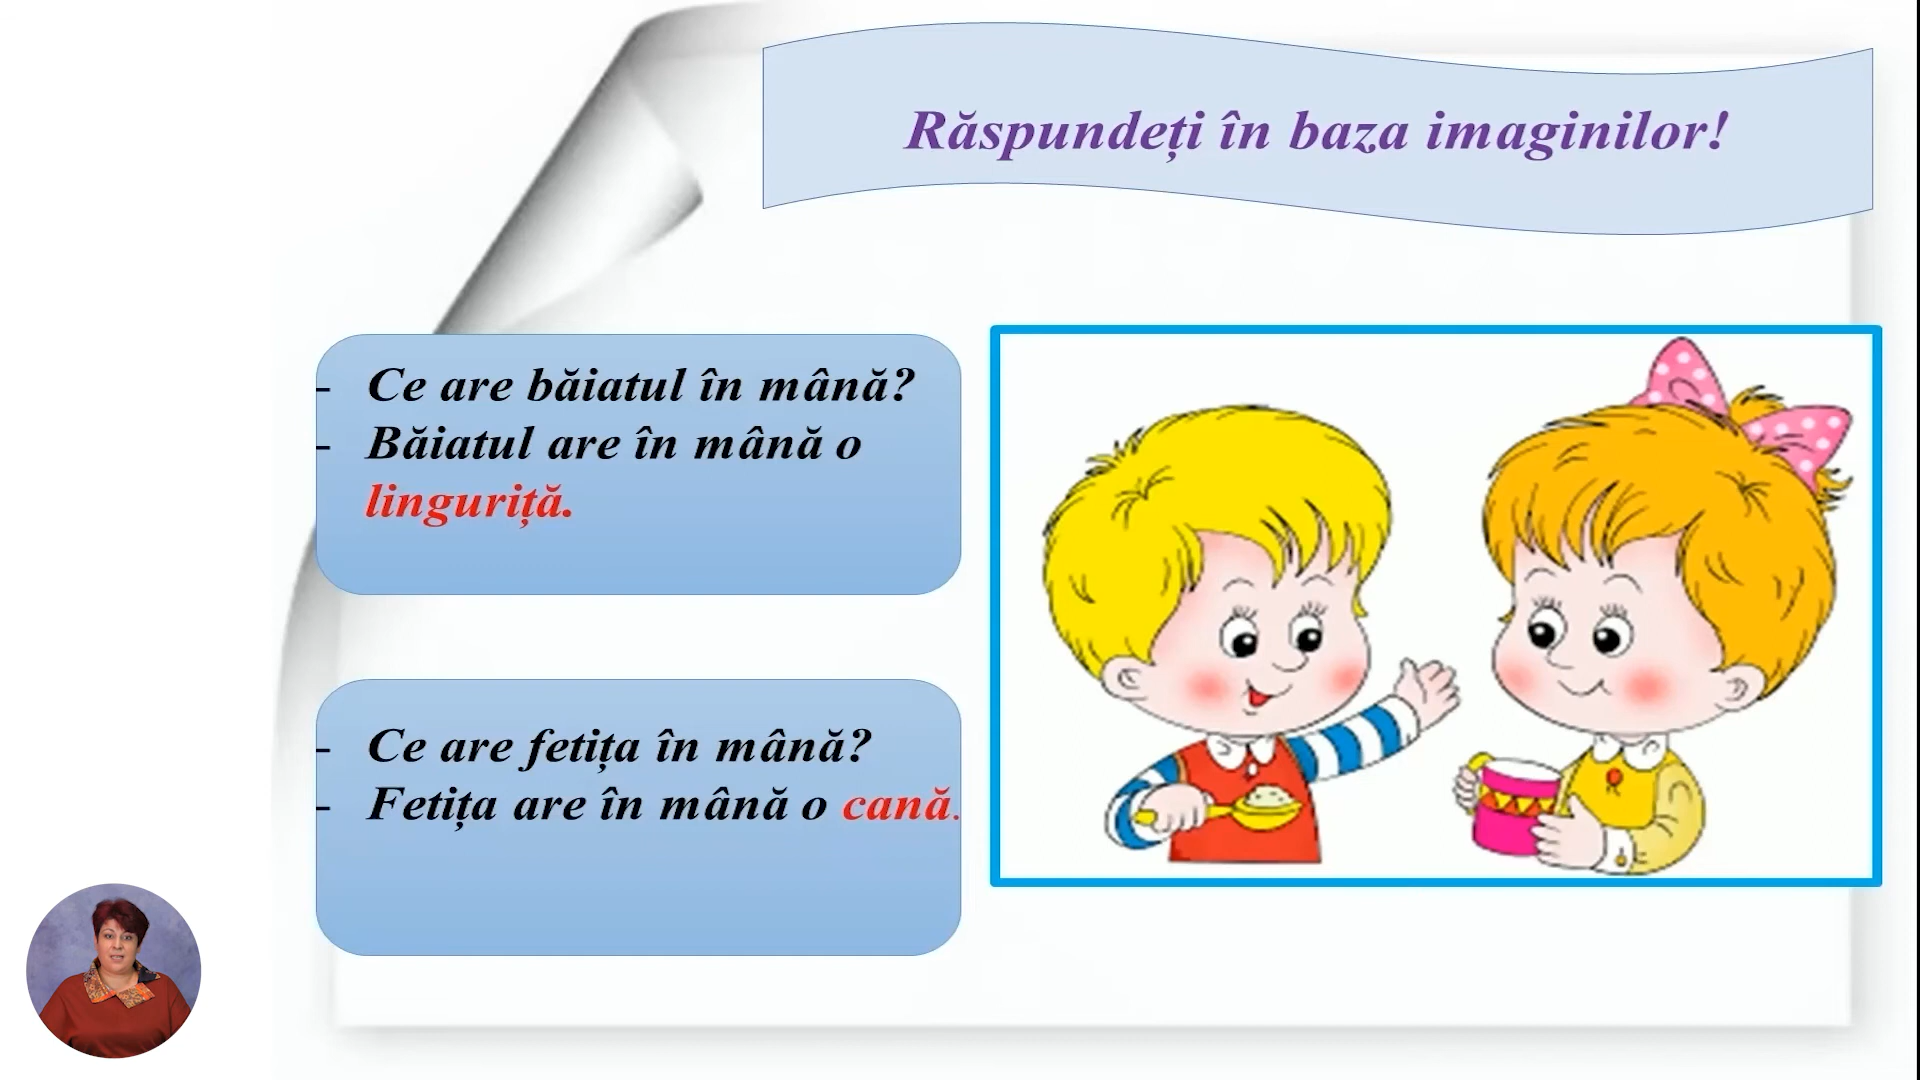 Răspundeți în baza imaginilor!
- Ce are băiatul în mână?
- Băiatul are în mână o
linguriță.
- Ce are fetița în mână?
- Fetița are în mână o cană.